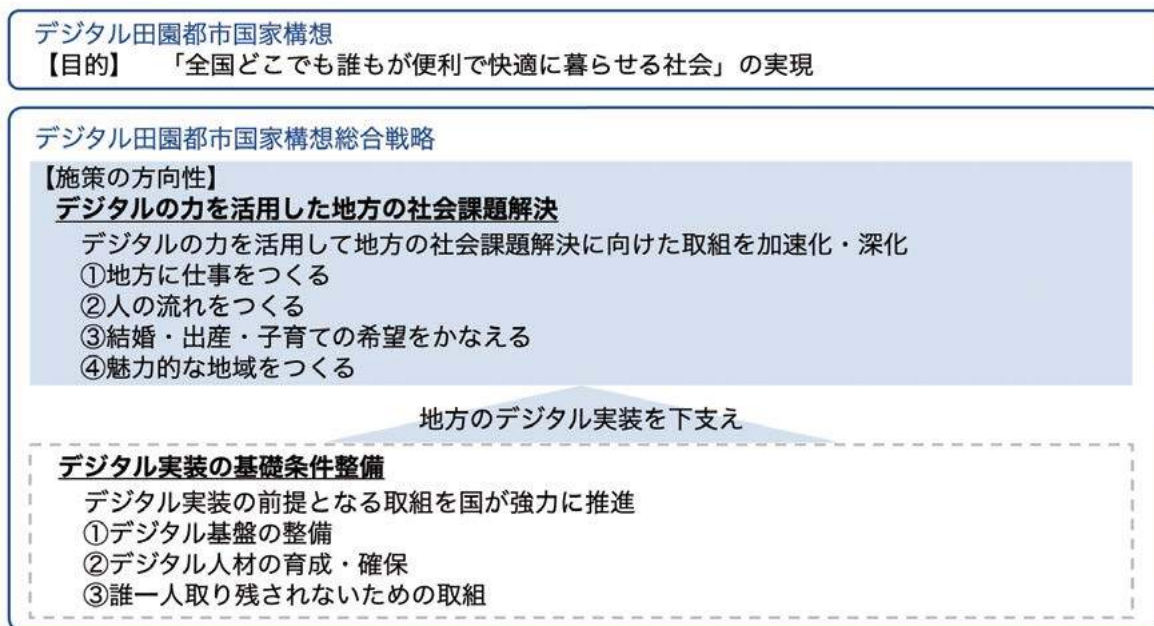 デジタル田園都市国家構想
【目的】　「全国どこでも誰もが便利で快適に暮らせる社会」の実現
デジタル田園都市国家構想総合戦略
【施策の方向性】
デジタルの力を活用した地方の社会課題解決
デジタルの力を活用して地方の社会課題解決に向けた取組を加速化・深化
①地方に仕事をつくる
②人の流れをつくる
③結婚・出産・子育ての希望をかなえる
④魅力的な地域をつくる
地方のデジタル実装を下支え
デジタル実装の基礎条件整備
デジタル実装の前提となる取組を国が強力に推進
①デジタル基盤の整備
②デジタル人材の育成・確保
③誰一人取り残されないための取組